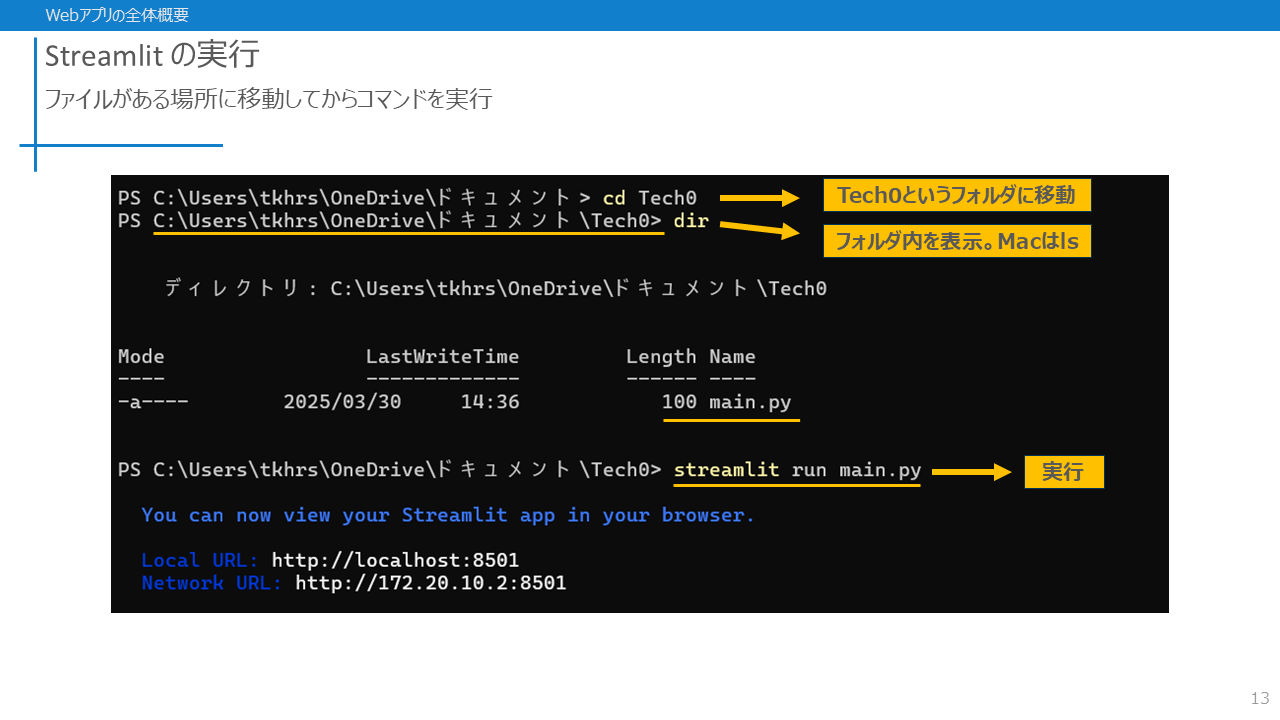 Webアプリの全体概要
Streamlit の実行
ファイルがある場所に移動してからコマンドを実行
PS C:\Users\tkhrs\OneDrive\ドキュメント> cd Tech0
Tech0というフォルダに移動
PS C:\Users\tkhrs\OneDrive\ドキュメント\Tech0> dir
フォルダ内を表示。Macはls
ディレクトリ: C:\Users\tkhrs\OneDrive\ドキュメント\Tech0
Mode LastWriteTime Length Name
---- ------------- ------ ----
-a---- 2025/03/30 14:36 100 main.py
PS C:\Users\tkhrs\OneDrive\ドキュメント\Tech0> streamlit run main.py
実行
You can now view your Streamlit app in your browser.
Local URL: http://localhost:8501
Network URL: http://172.20.10.2:8501
13